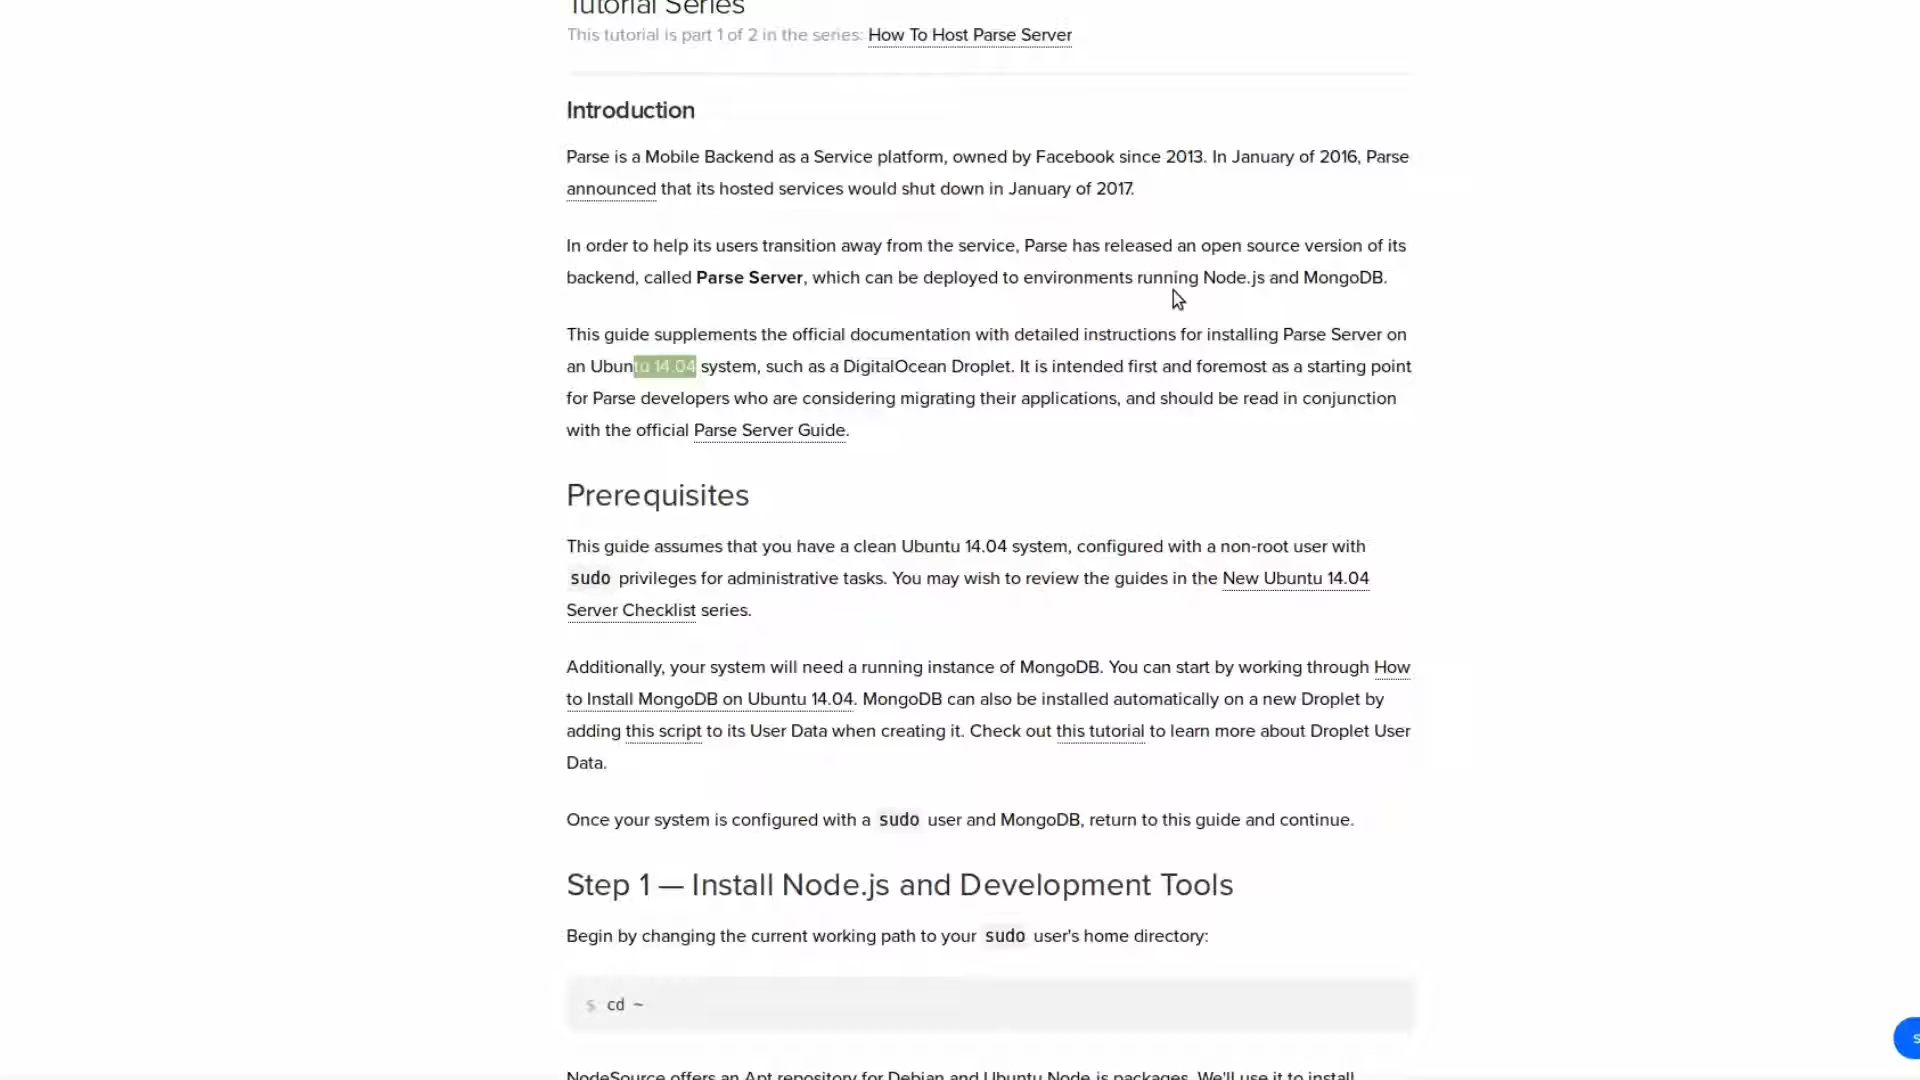 Tutorial Series
This tutorial is part 1 of 2 in the series: How To Host Parse Server
Introduction
Parse is a Mobile Backend as a Service platform, owned by Facebook since 2013. In January of 2016, Parse
announced that its hosted services would shut down in January of 2017.
In order to help its users transition away from the service, Parse has released an open source version of its
backend, called Parse Server, which can be deployed to environments running Node.js and MongoDB.
This guide supplements the official documentation with detailed instructions for installing Parse Server on
an Ubuntu 14.04 system, such as a DigitalOcean Droplet. It is intended first and foremost as a starting point
for Parse developers who are considering migrating their applications, and should be read in conjunction
with the official Parse Server Guide.
Prerequisites
This guide assumes that you have a clean Ubuntu 14.04 system, configured with a non-root user with
sudo privileges for administrative tasks. You may wish to review the guides in the New Ubuntu 14.04
Server Checklist series.
Additionally, your system will need a running instance of MongoDB. You can start by working through How
to Install MongoDB on Ubuntu 14.04. MongoDB can also be installed automatically on a new Droplet by
adding this script to its User Data when creating it. Check out this tutorial to learn more about Droplet User
Data.
Once your system is configured with a sudo user and MongoDB, return to this guide and continue.
Step 1 — Install Node.js and Development Tools
Begin by changing the current working path to your sudo user's home directory:
$ cd ~
NodeSource offers an Apt repository for Debian and Ubuntu Node.js packages. We'll use it to install